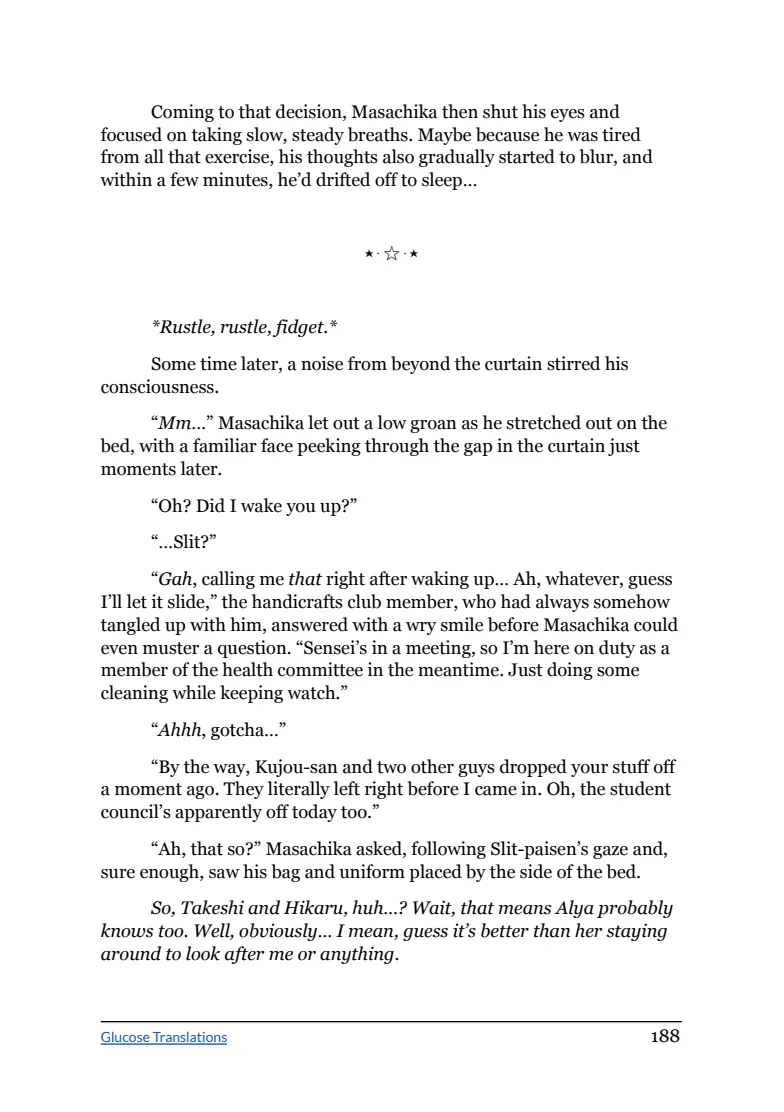 Coming to that decision, Masachika then shut his eyes and
focused on taking slow, steady breaths. Maybe because he was tired
from all that exercise, his thoughts also gradually started to blur, and
within a few minutes, he’d drifted off to sleep…
⋆ · ☆ · ⋆
*Rustle, rustle, fidget.*
Some time later, a noise from beyond the curtain stirred his
consciousness.
“Mm…” Masachika let out a low groan as he stretched out on the
bed, with a familiar face peeking through the gap in the curtain just
moments later.
“Oh? Did I wake you up?”
“…Slit?”
“Gah, calling me that right after waking up… Ah, whatever, guess
I’ll let it slide,” the handicrafts club member, who had always somehow
tangled up with him, answered with a wry smile before Masachika could
even muster a question. “Sensei’s in a meeting, so I’m here on duty as a
member of the health committee in the meantime. Just doing some
cleaning while keeping watch.”
“Ahhh, gotcha…”
“By the way, Kujou-san and two other guys dropped your stuff off
a moment ago. They literally left right before I came in. Oh, the student
council’s apparently off today too.”
“Ah, that so?” Masachika asked, following Slit-paisen’s gaze and,
sure enough, saw his bag and uniform placed by the side of the bed.
So, Takeshi and Hikaru, huh…? Wait, that means Alya probably
knows too. Well, obviously… I mean, guess it’s better than her staying
around to look after me or anything.
Glucose Translations 188